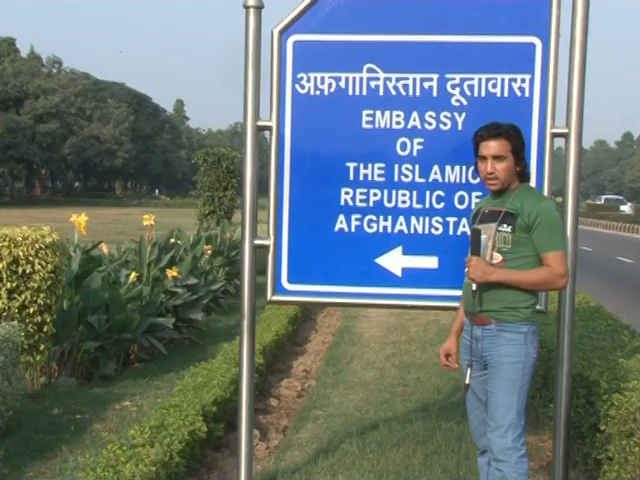 अफ़गानिस्तान दूतावास
EMBASSY
OF
THE ISLAMIC
REPUBLIC OF
AFGHANISTA